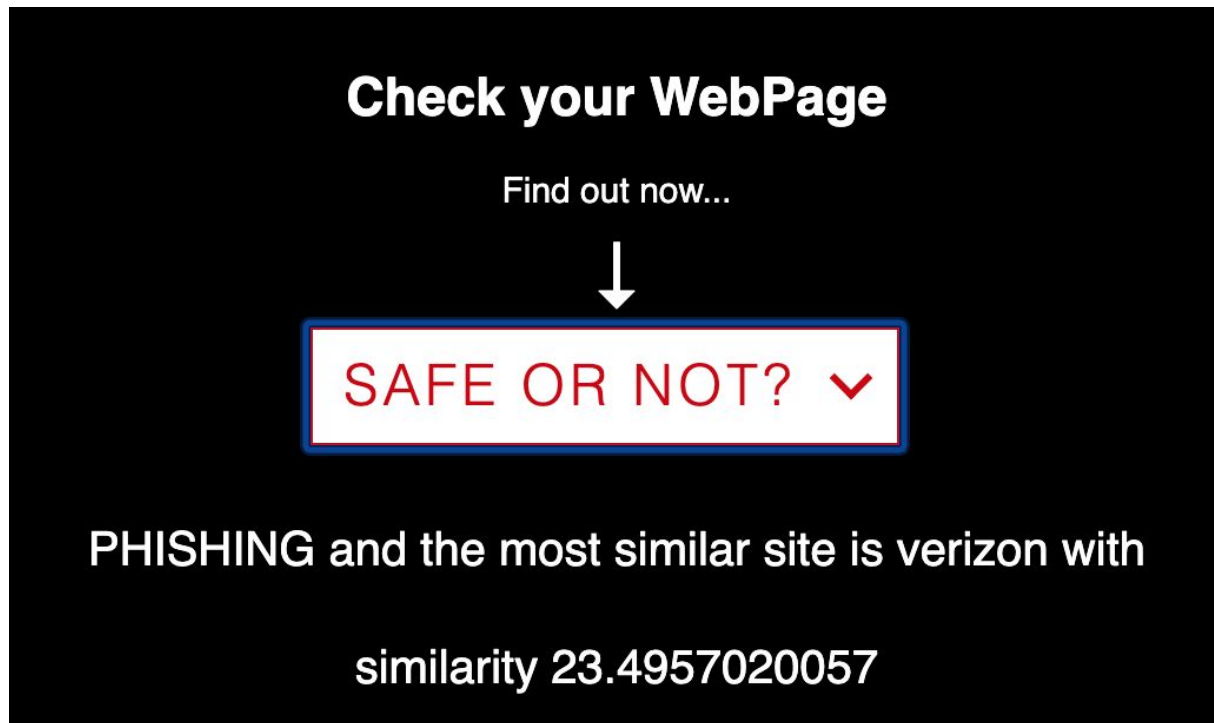 Check your WebPage
Find out now...
SAFE OR NOT?
PHISHING and the most similar site is verizon with
similarity 23.4957020057